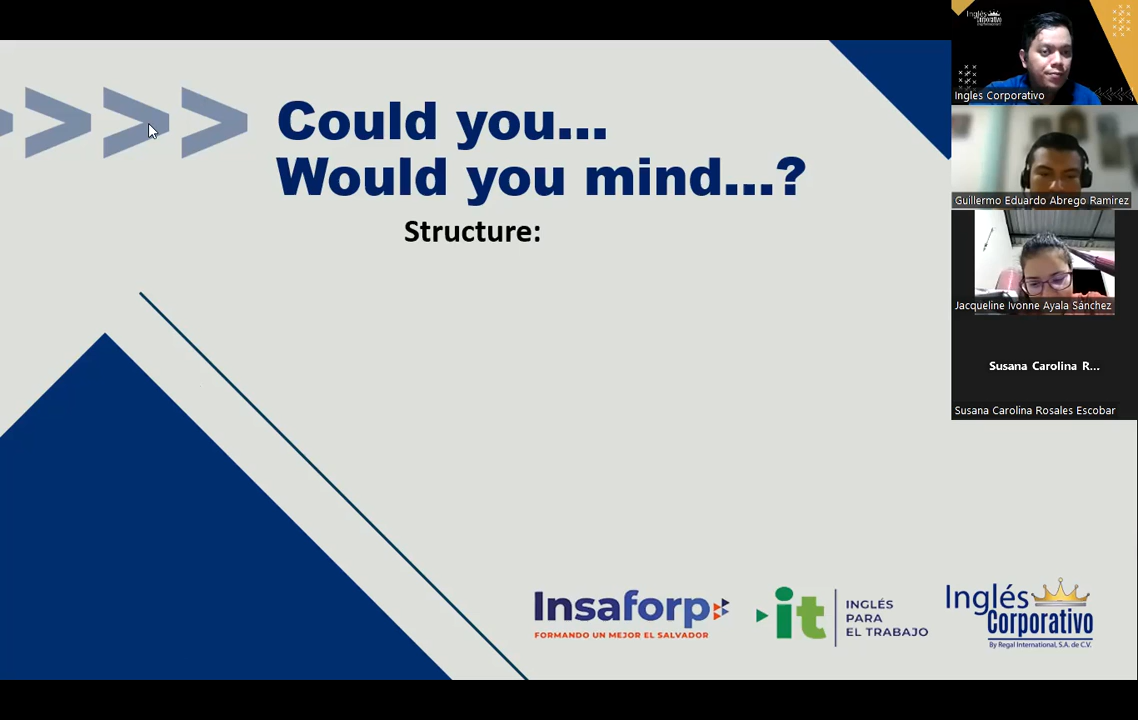 Could you...
Would you mind...?
Structure:
Insaforp
FORMANDO UN MEJOR EL SALVADOR
it
INGLÉS
PARA
EL TRABAJO
Inglés
Corporativo
By Regal International, S.A. de C.V.
Inglés
Corporativo
Ingles Corporativo
Guillermo Eduardo Abrego Ramirez
Jacqueline Ivonne Ayala Sánchez
Susana Carolina R...
Susana Carolina Rosales Escobar